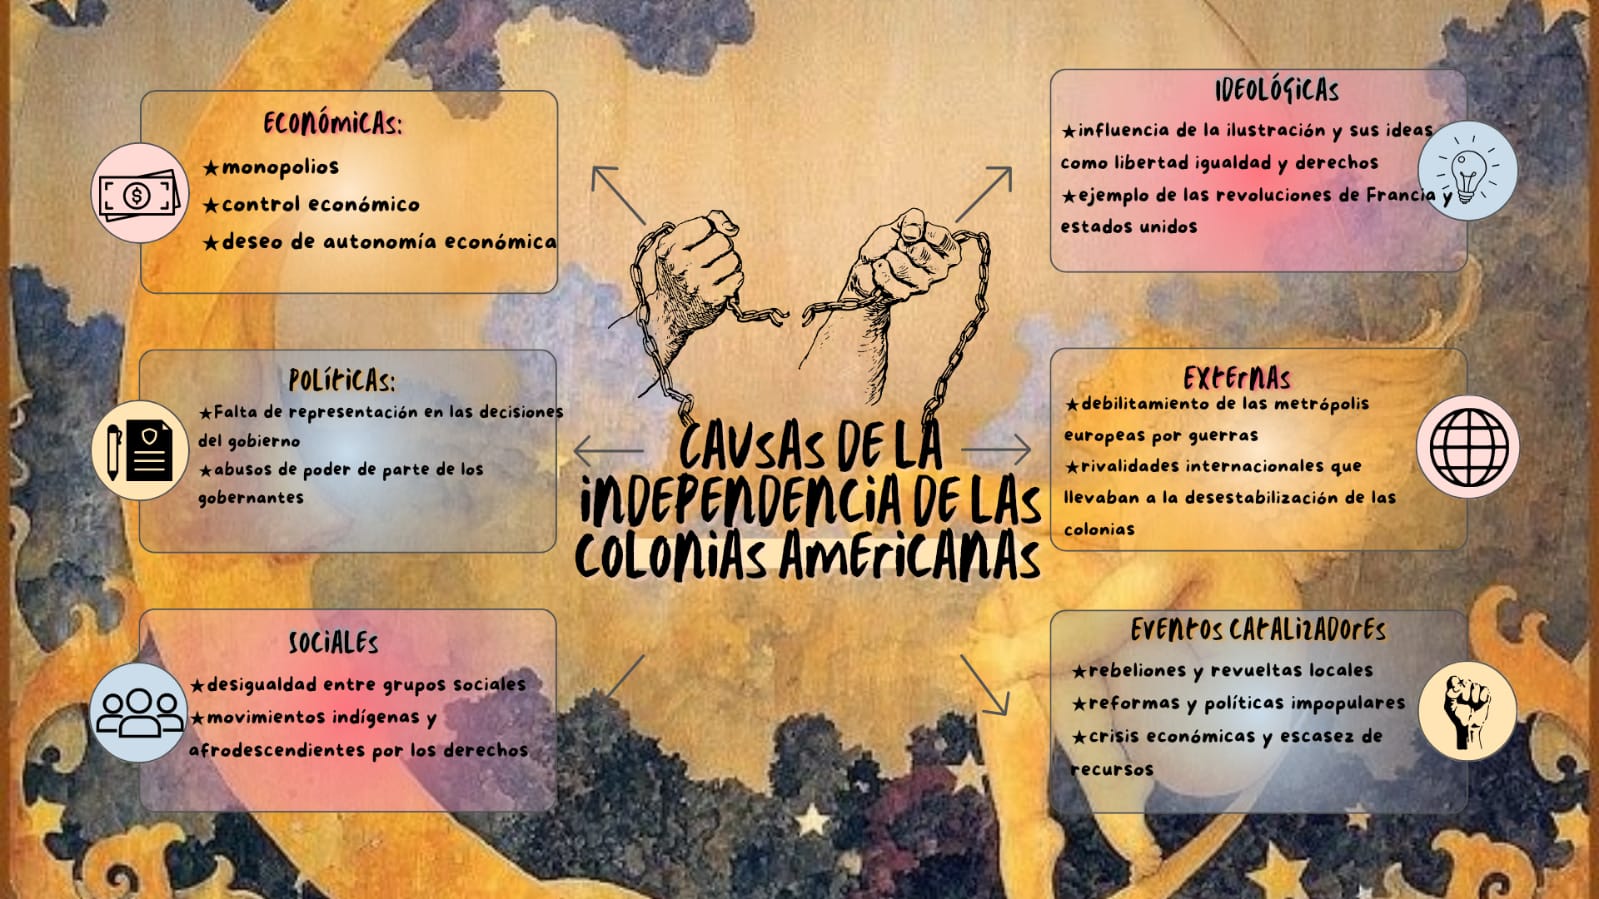 Económicas:
★monopolios
★control económico
★deseo de autonomía económica
Políticas:
★Falta de representación en las decisiones
del gobierno
★abusos de poder de parte de los
gobernantes
Sociales
★desigualdad entre grupos sociales
★movimientos indígenas y
afrodescendientes por los derechos
Causas de la
independencia de las
colonias americanas
Ideológicas
★influencia de la ilustración y sus ideas
como libertad igualdad y derechos
★ejemplo de las revoluciones de Francia y
estados unidos
Externas
★debilitamiento de las metrópolis
europeas por guerras
★rivalidades internacionales que
llevaban a la desestabilización de las
colonias
Eventos catalizadores
★rebeliones y revueltas locales
★reformas y políticas impopulares
★crisis económicas y escasez de
recursos